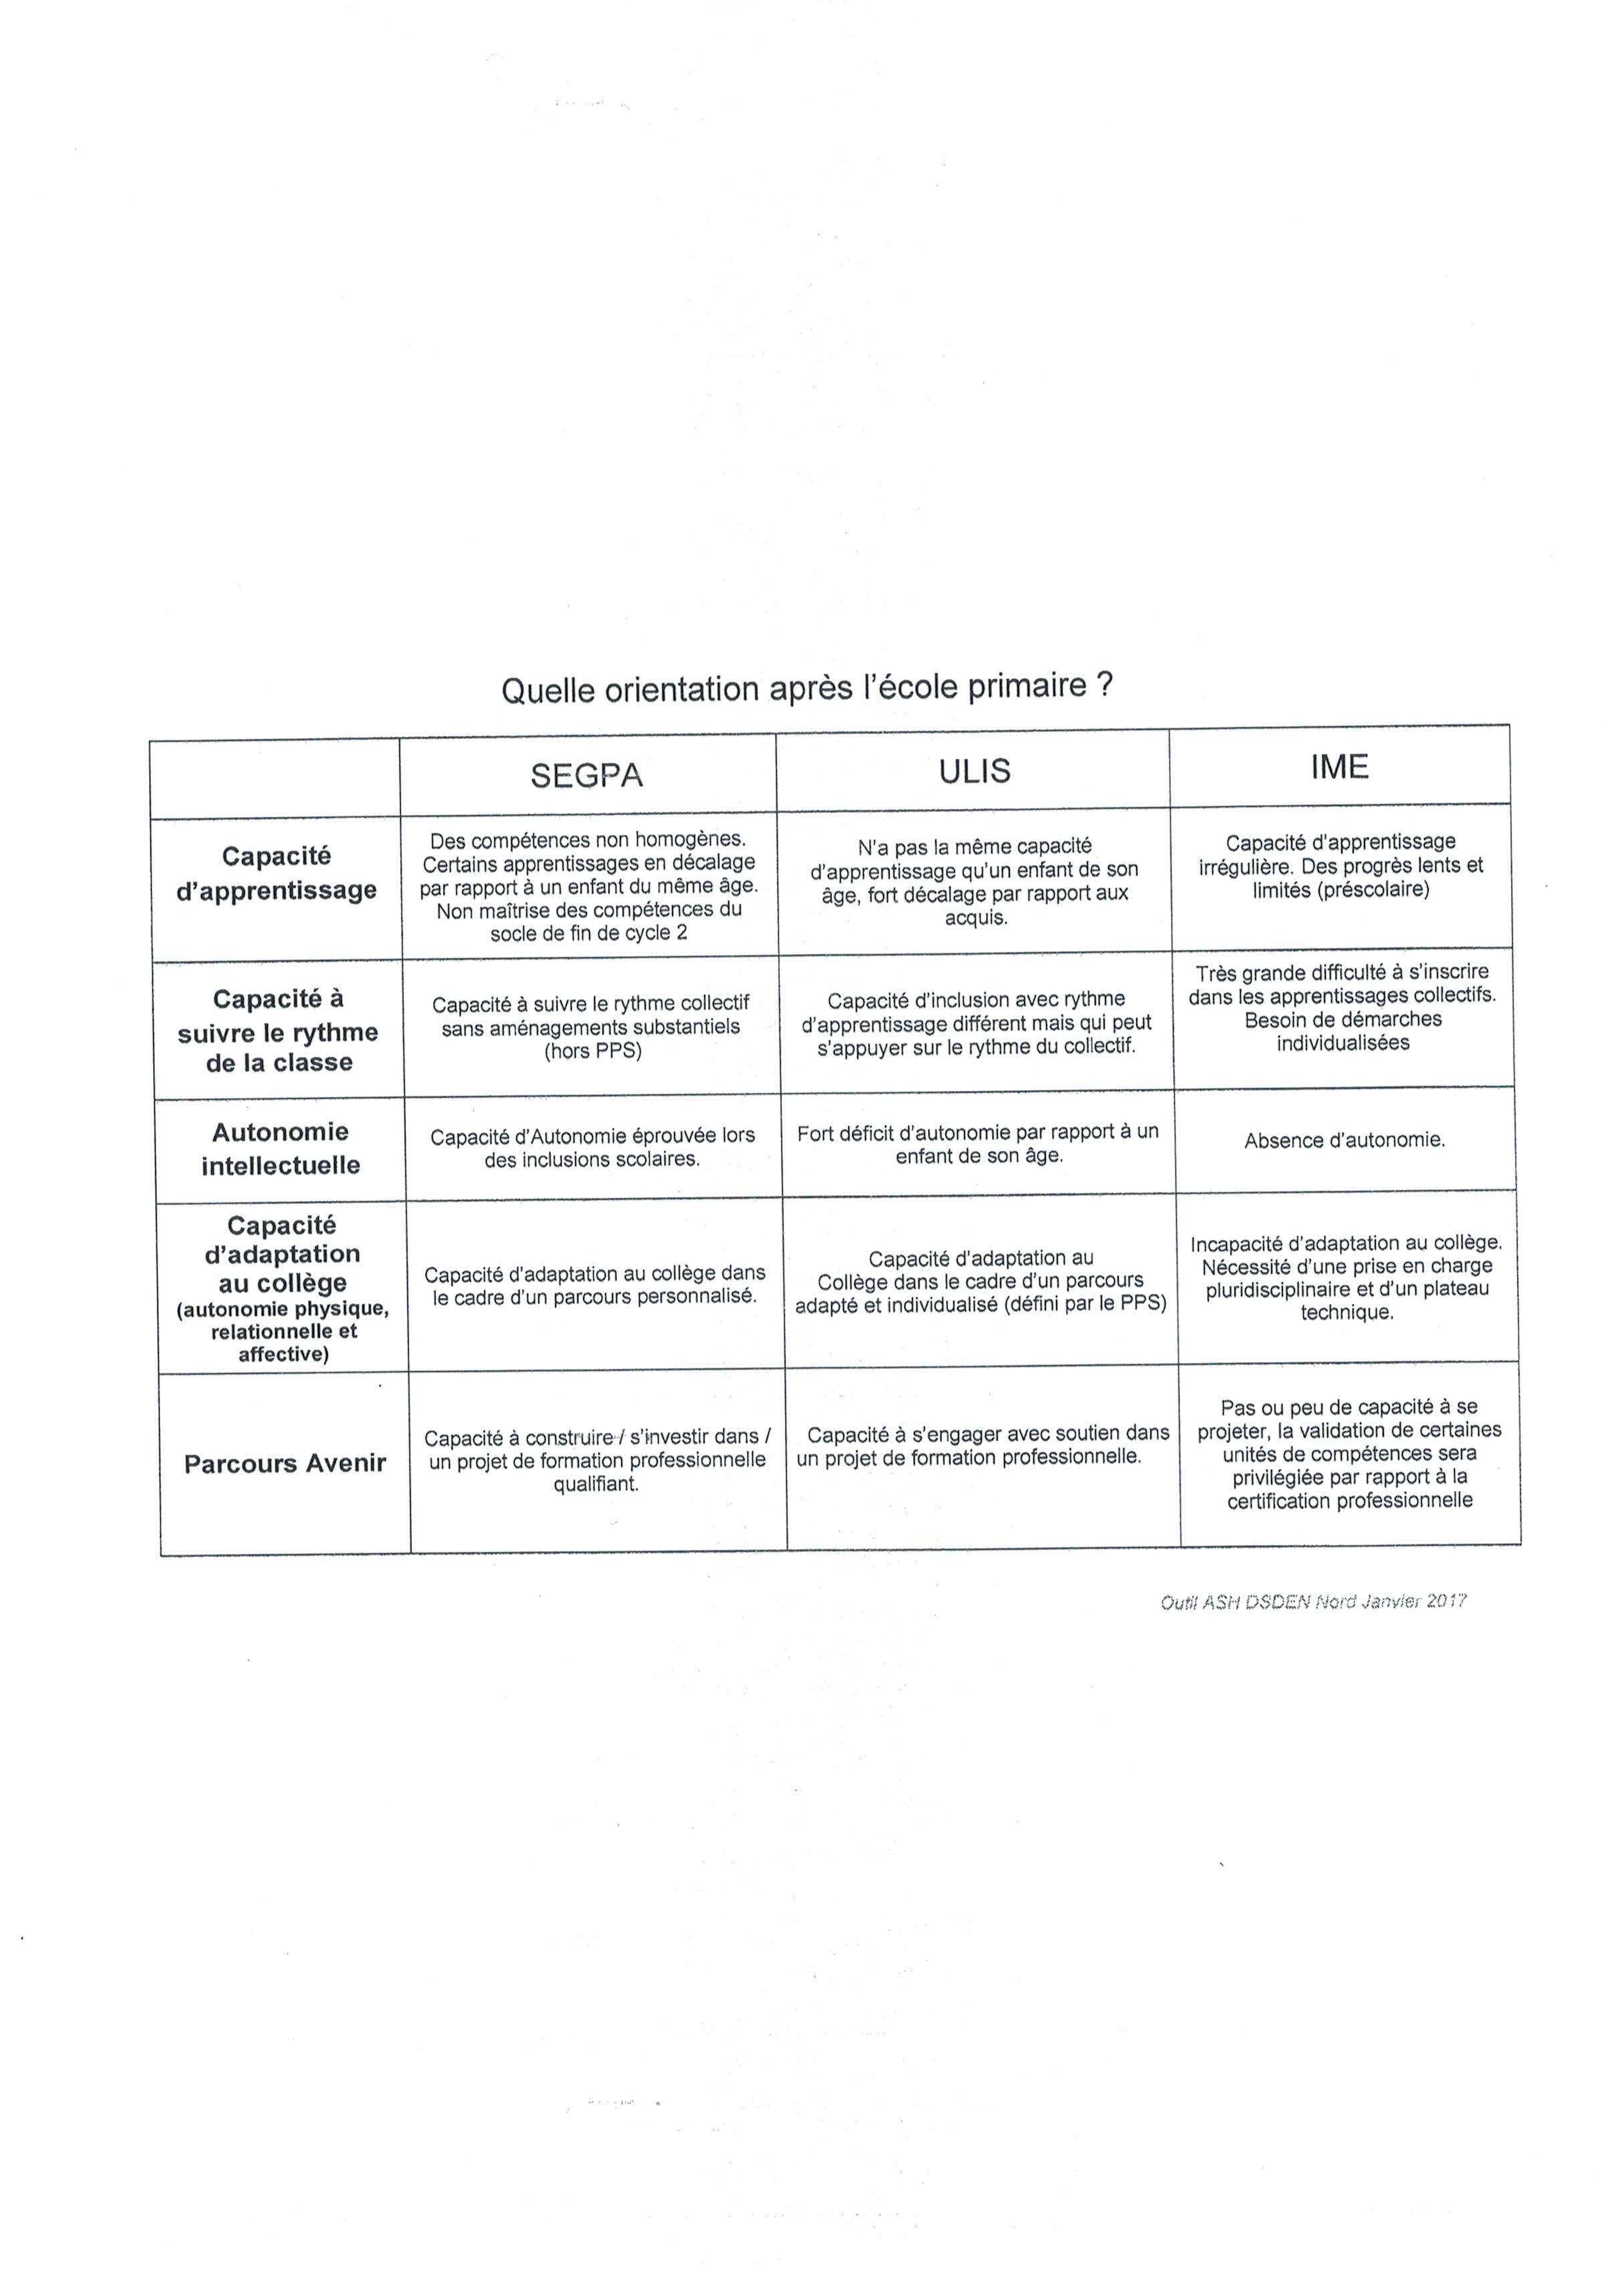 Quelle orientation après l'école primaire ?
SEGPA
ULIS
IME
Capacité
d'apprentissage
Des compétences non homogènes.
Certains apprentissages en décalage
par rapport à un enfant du même âge.
Non maîtrise des compétences du
socle de fin de cycle 2
N'a pas la même capacité
d'apprentissage qu'un enfant de son
âge, fort décalage par rapport aux
acquis.
Capacité d'apprentissage
irrégulière. Des progrès lents et
limités (préscolaire)
Capacité à
suivre le rythme
de la classe
Capacité à suivre le rythme collectif
sans aménagements substantiels
(hors PPS)
Capacité d'inclusion avec rythme
d'apprentissage différent mais qui peut
s'appuyer sur le rythme du collectif.
Très grande difficulté à s'inscrire
dans les apprentissages collectifs.
Besoin de démarches
individualisées
Autonomie
intellectuelle
Capacité d'Autonomie éprouvée lors
des inclusions scolaires.
Fort déficit d'autonomie par rapport à un
enfant de son âge.
Absence d'autonomie.
Capacité
d'adaptation
au collège
(autonomie physique,
relationnelle et
affective)
Capacité d'adaptation au collège dans
le cadre d'un parcours personnalisé.
Capacité d'adaptation au
Collège dans le cadre d'un parcours
adapté et individualisé (défini par le PPS)
Incapacité d'adaptation au collège.
Nécessité d'une prise en charge
pluridisciplinaire et d'un plateau
technique.
Parcours Avenir
Capacité à construire / s'investir dans /
un projet de formation professionnelle
qualifiant.
Capacité à s'engager avec soutien dans
un projet de formation professionnelle.
Pas ou peu de capacité à se
projeter, la validation de certaines
unités de compétences sera
privilégiée par rapport à la
certification professionnelle
Outil ASH DSDEN Nord Janvier 2017